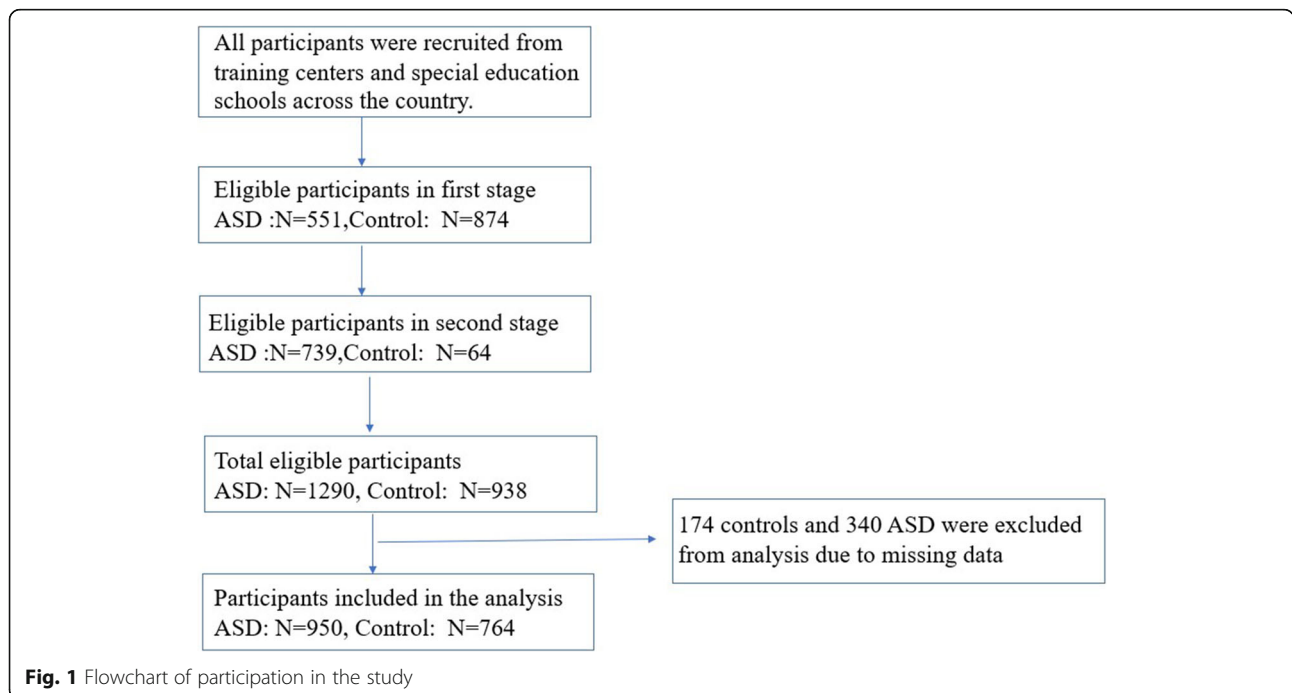 All participants were recruited from
training centers and special education
schools across the country.
Eligible participants in first stage
ASD :N=551,Control:  N=874
Eligible participants in second stage
ASD :N=739,Control:  N=64
Total eligible participants
ASD: N=1290, Control:  N=938
174 controls and 340 ASD were excluded
from analysis due to missing data
Participants included in the analysis
ASD: N=950, Control:  N=764
Fig. 1 Flowchart of participation in the study